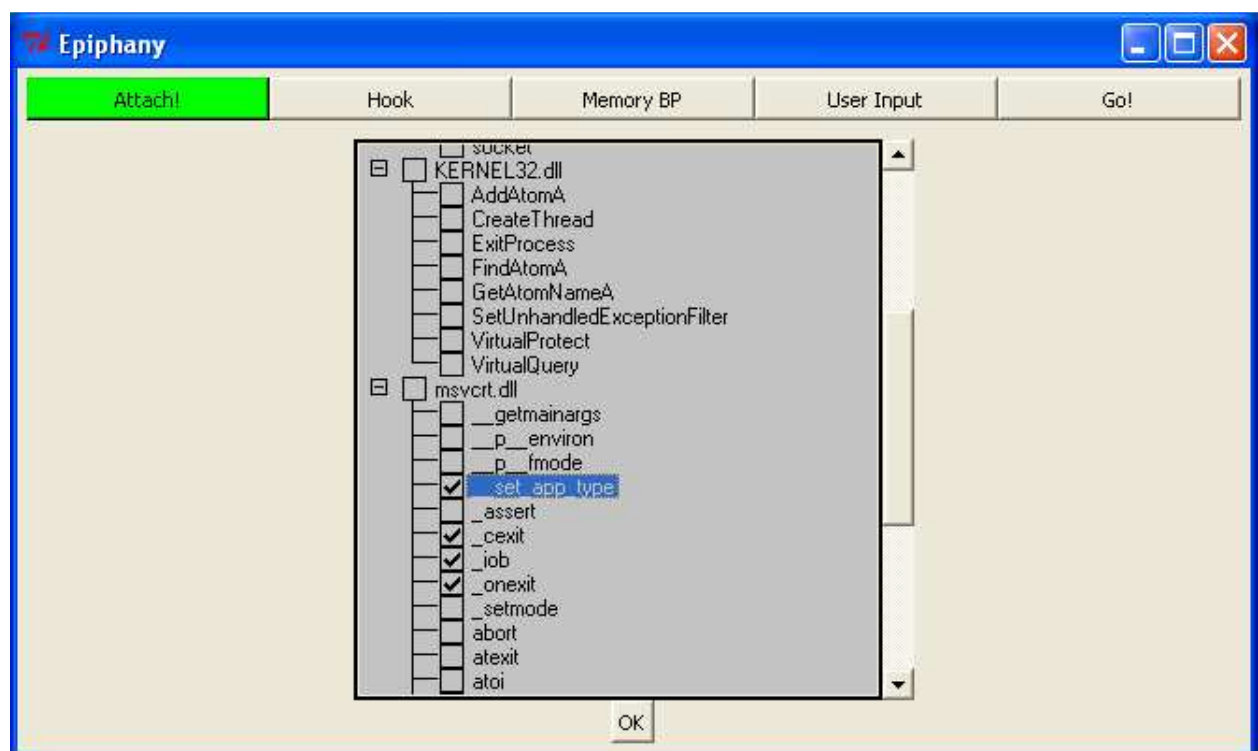 Epiphany
Attach! Hook Memory BP User Input Go!
socket
KERNEL32.dll
AddAtomA
CreateThread
ExitProcess
FindAtomA
GetAtomNameA
SetUnhandledExceptionFilter
VirtualProtect
VirtualQuery
msvcrt.dll
__getmainargs
__p__environ
__p__fmode
__set_app_type
_assert
_cexit
_iob
_onexit
_setmode
abort
atexit
atoi
OK